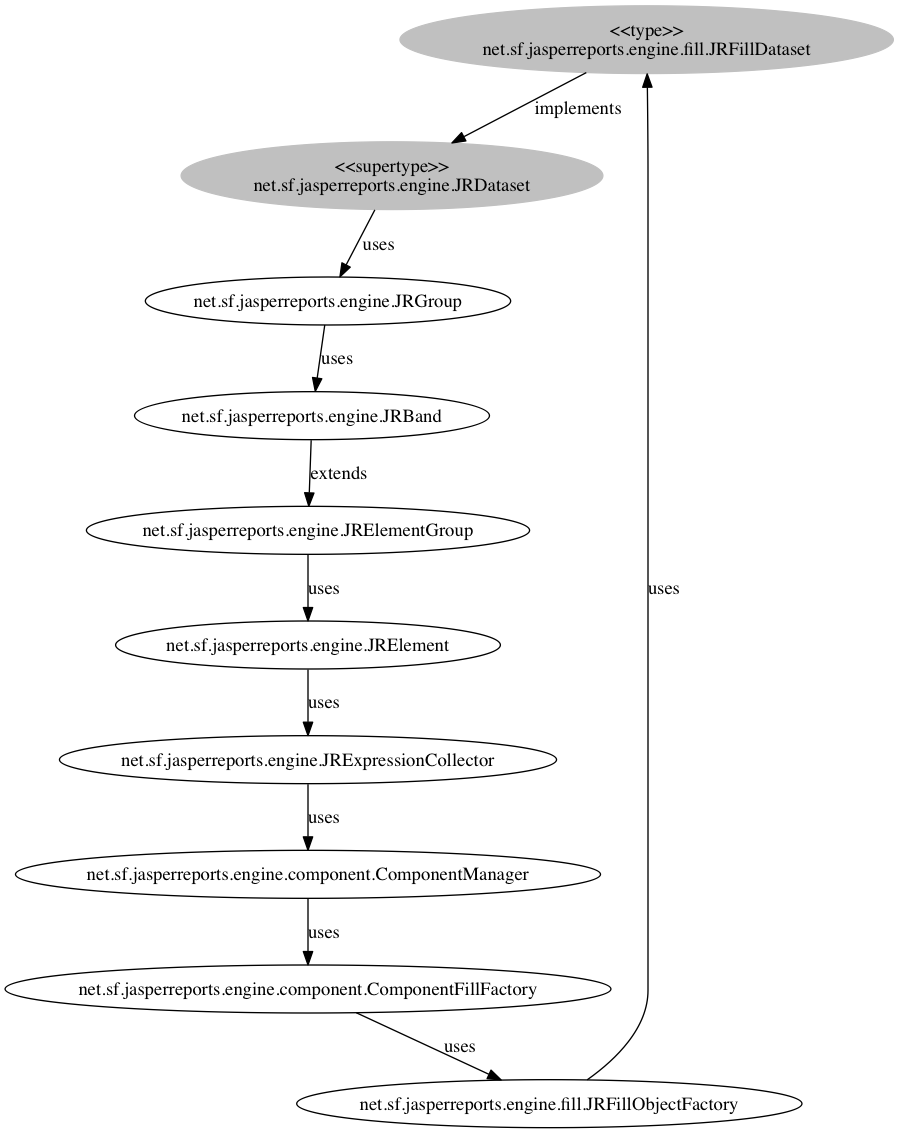 <<type>>
net.sf.jasperreports.engine.fill.JRFillDataset
implements
<<supertype>>
net.sf.jasperreports.engine.JRDataset
uses
net.sf.jasperreports.engine.JRGroup
uses
net.sf.jasperreports.engine.JRBand
extends
net.sf.jasperreports.engine.JRElementGroup
uses
uses
net.sf.jasperreports.engine.JRElement
uses
net.sf.jasperreports.engine.JRExpressionCollector
uses
net.sf.jasperreports.engine.component.ComponentManager
uses
net.sf.jasperreports.engine.component.ComponentFillFactory
uses
net.sf.jasperreports.engine.fill.JRFillObjectFactory